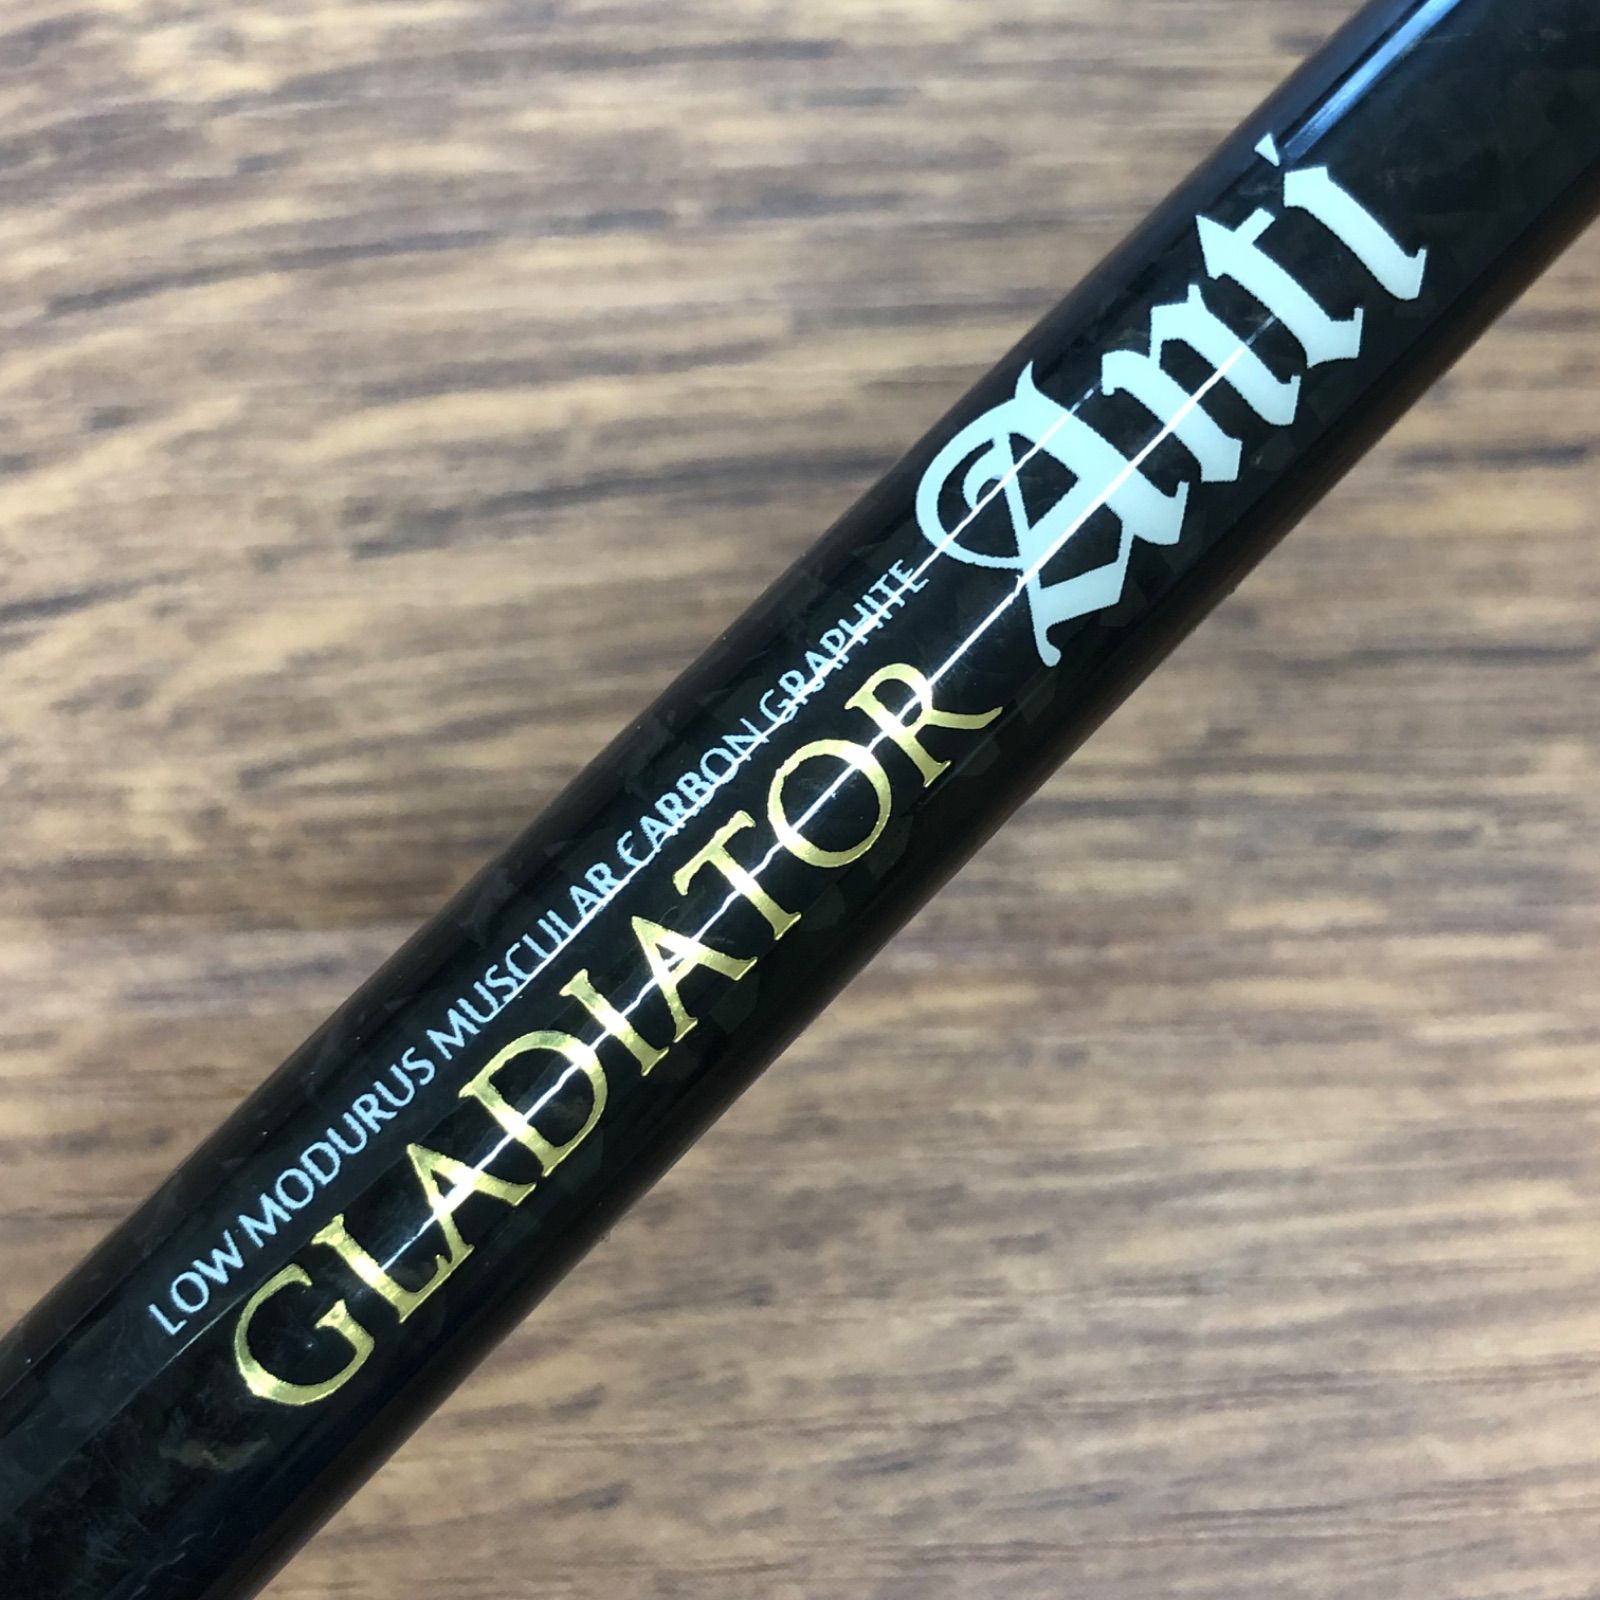 LOW MODURUS MUSCULAR CARBON GRAPHITE
GLADIATOR Anti